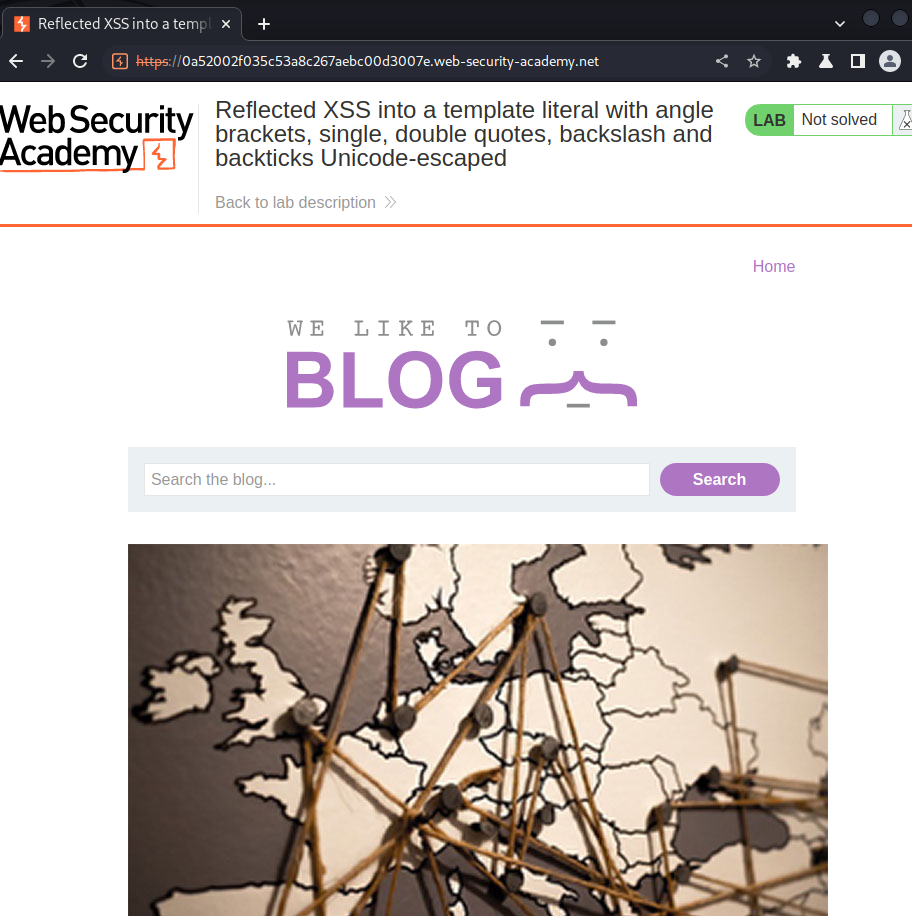 Reflected XSS into a temp
https://0a52002f035c53a8c267aebc00d3007e.web-security-academy.net
Web Security
Academy
Reflected XSS into a template literal with angle
brackets, single, double quotes, backslash and
backticks Unicode-escaped
LAB Not solved
Back to lab description
Home
WE LIKE TO
BLOG
Search the blog... Search